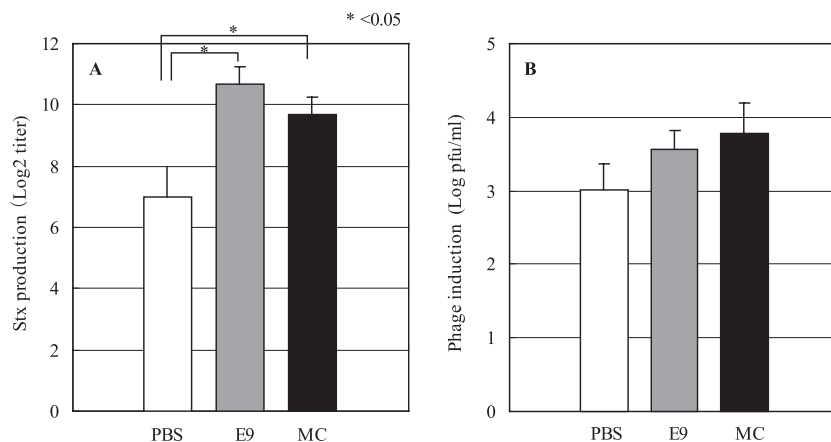 * <0.05
A
*
*
Stx production (Log2 titer)
12
10
8
6
4
2
0
PBS E9 MC
B
Phage induction (Log pfu/ml)
5
4
3
2
1
0
PBS E9 MC